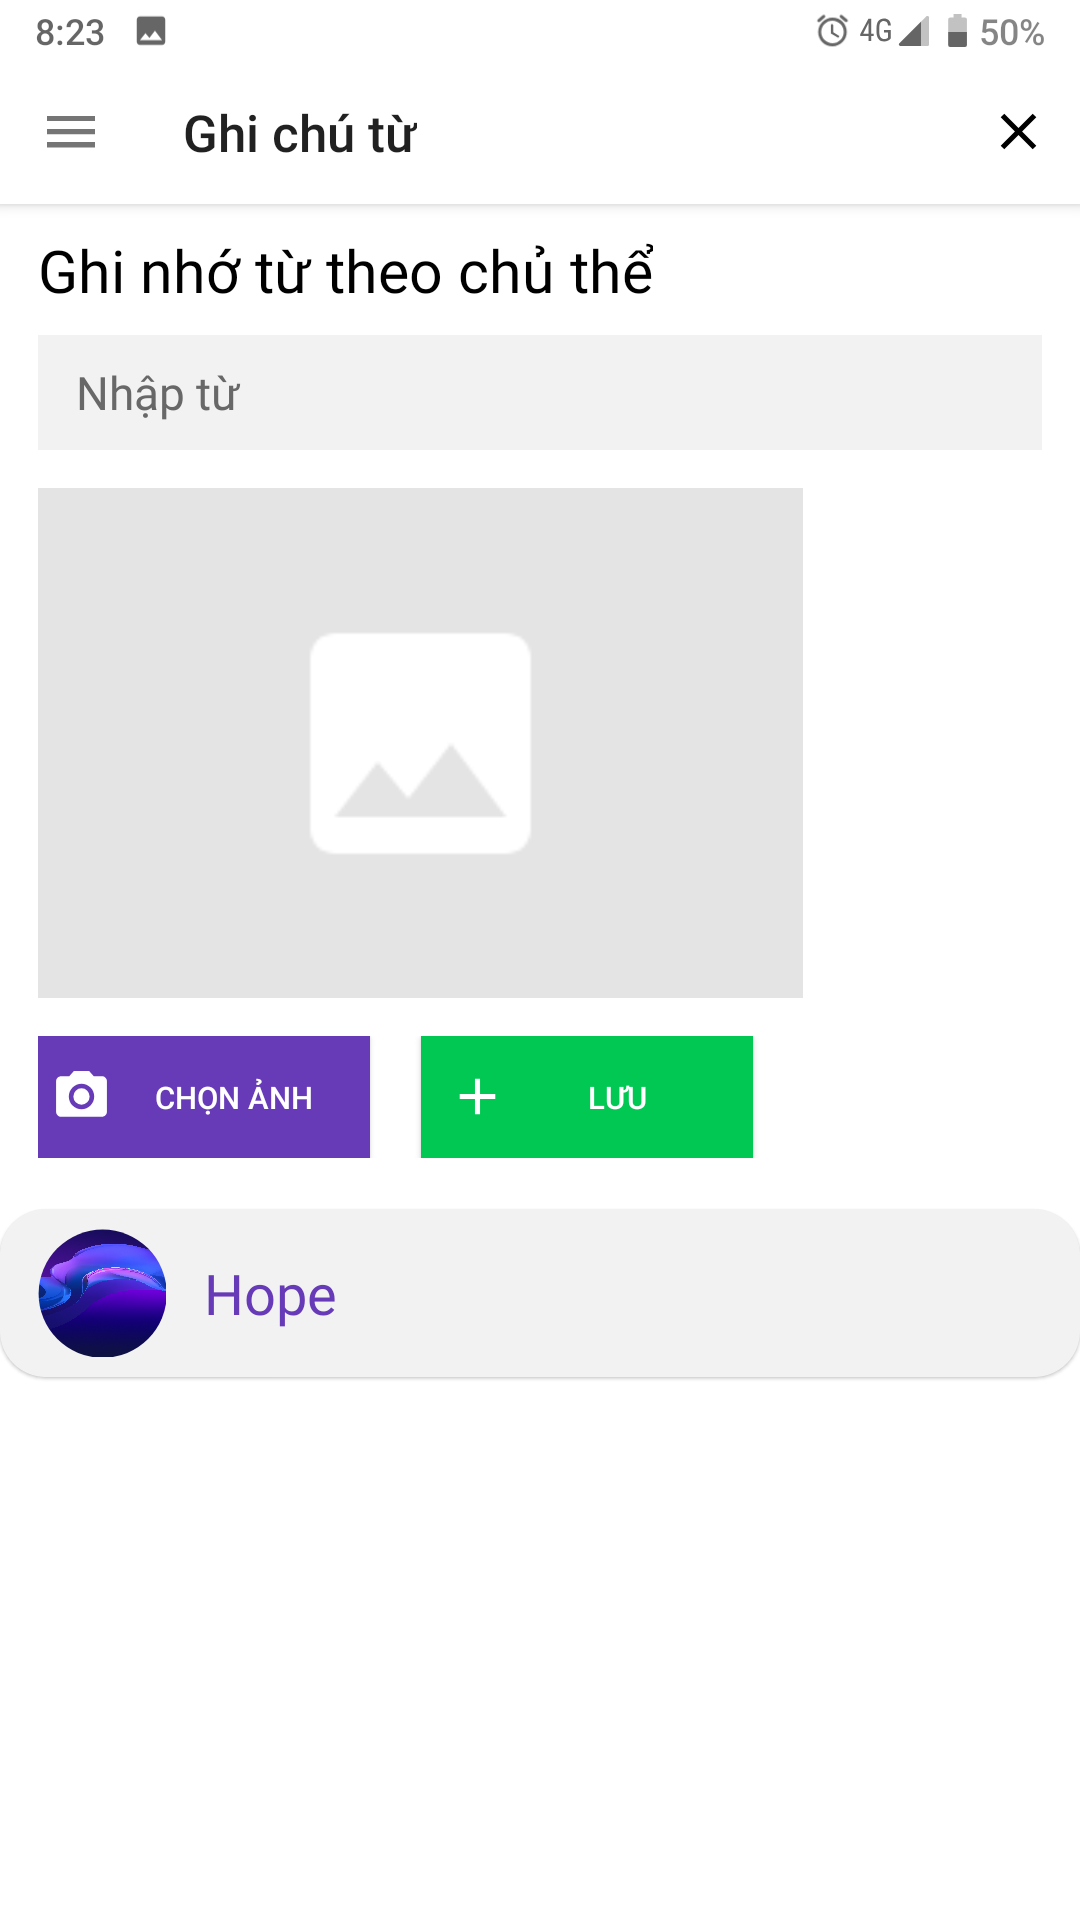 8:23 4G 50%
Ghi chú từ
Ghi nhớ từ theo chủ thể
Nhập từ
CHỌN ẢNH LƯU
Hope